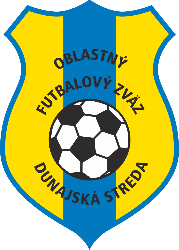 OBLASTNÝ
FUTBALOVÝ ZVÄZ
DUNAJSKÁ STREDA